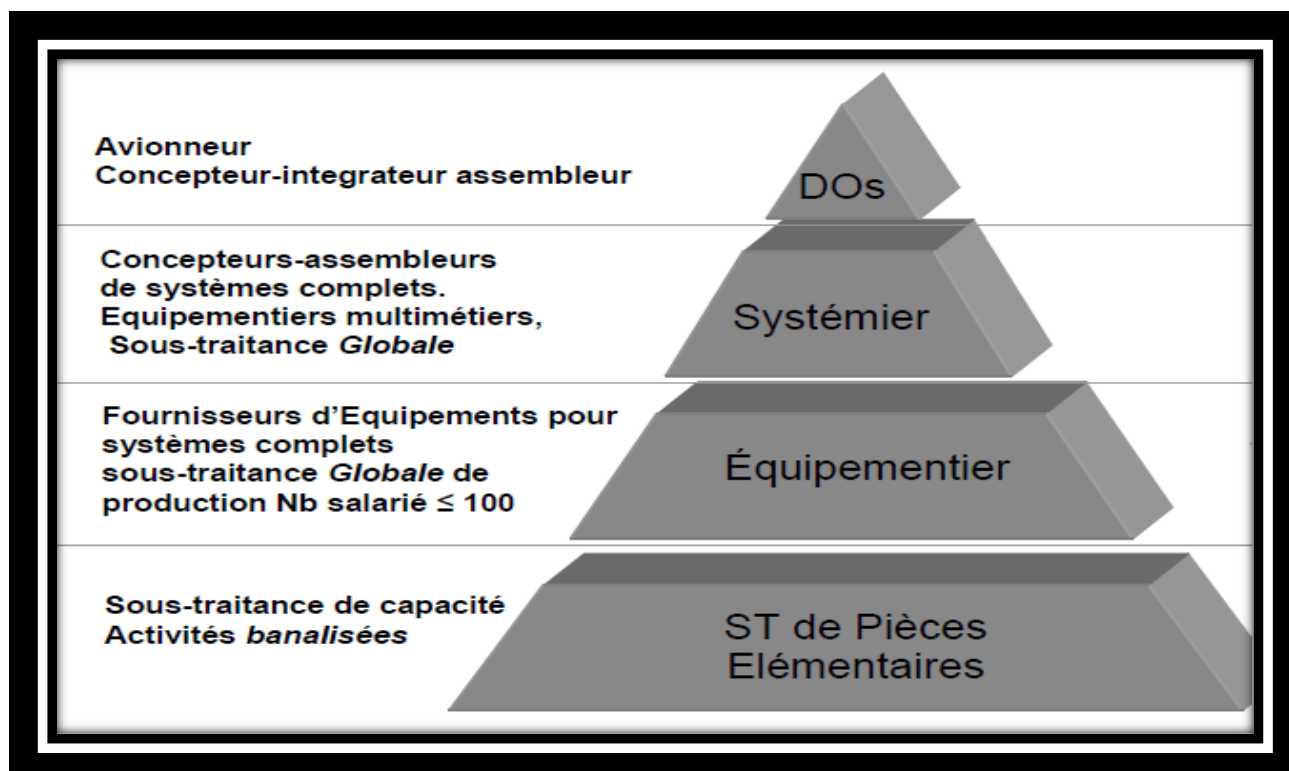 Avionneur
Concepteur-integrateur assembleur
DOs
Concepteurs-assembleurs
de systèmes complets.
Equipementiers multimétiers,
Sous-traitance Globale
Systémier
Fournisseurs d'Equipements pour
systèmes complets
sous-traitance Globale de
production Nb salarié ≤ 100
Équipementier
Sous-traitance de capacité
Activités banalisées
ST de Pièces
Elémentaires